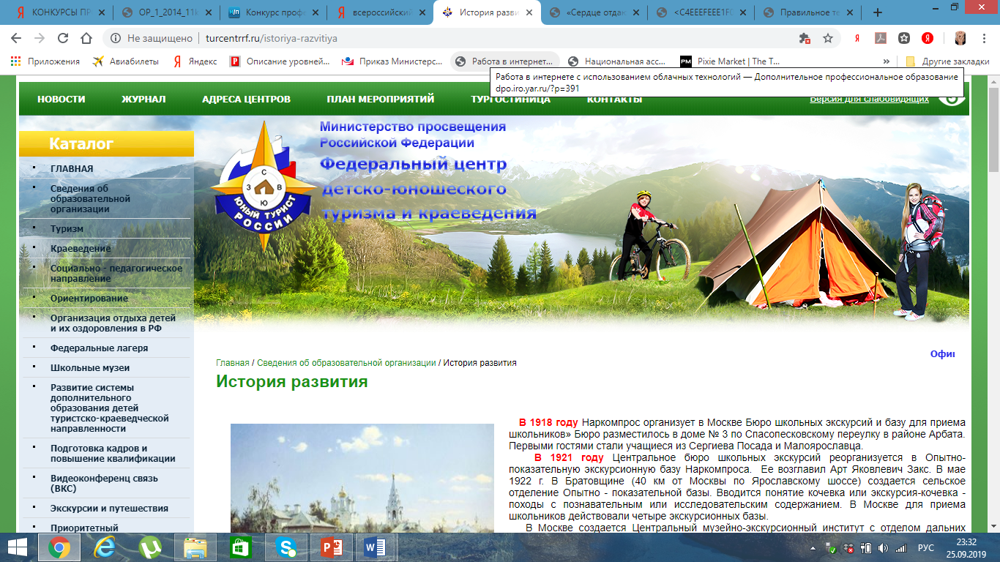 КОНКУРСЫ ПР
OP_1_2014_11
Конкурс проф
всероссийский
История разви
«Сердце отда
<C4EEEFEEE1F0
Правильное те
Не защищено | turcentrrf.ru/istoriya-razvitiya
Приложения Авиабилеты Яндекс Описание уровней... Приказ Министерс... Работа в интернет... Национальная асс... Pixie Market | The T... » Другие закладки
Работа в интернете с использованием облачных технологий — Дополнительное профессиональное образование
dpo.iro.yar.ru/?p=391
НОВОСТИ ЖУРНАЛ АДРЕСА ЦЕНТРОВ ПЛАН МЕРОПРИЯТИЙ ТУРГОСТИНИЦА КОНТАКТЫ Версия для слабовидящих
Каталог
ГЛАВНАЯ
Сведения об
образовательной
организации
Туризм
Краеведение
Социально - педагогическое
направление
Ориентирование
Организация отдыха детей
и их оздоровления в РФ
Федеральные лагеря
Школьные музеи
Развитие системы
дополнительного
образования детей
туристско-краеведческой
направленности
Подготовка кадров и
повышение квалификации
Видеоконференц связь
(ВКС)
Экскурсии и путешествия
Приоритетный
С
З В
Ю
ЮНЫЙ ТУРИСТ
РОССИИ
Министерство просвещения
Российской Федерации
Федеральный центр
детско-юношеского
туризма и краеведения
Офиц
Главная / Сведения об образовательной организации / История развития
История развития
В 1918 году Наркомпрос организует в Москве Бюро школьных экскурсий и базу для приема
школьников» Бюро разместилось в доме № 3 по Спасопесковскому переулку в районе Арбата.
Первыми гостями стали учащиеся из Сергиева Посада и Малоярославца.
В 1921 году Центральное бюро школьных экскурсий реорганизуется в Опытно-
показательную экскурсионную базу Наркомпроса. Ее возглавил Арт Яковлевич Закс. В мае
1922 г. В Братовщине (40 км от Москвы по Ярославскому шоссе) создается сельское
отделение Опытно - показательной базы. Вводится понятие кочевка или экскурсия-кочевка -
походы с познавательным или исследовательским содержанием. В Москве для приема
школьников действовали четыре экскурсионных базы.
В Москве создается Центральный музейно-экскурсионный институт с отделом дальних
РУС
23:32
25.09.2019